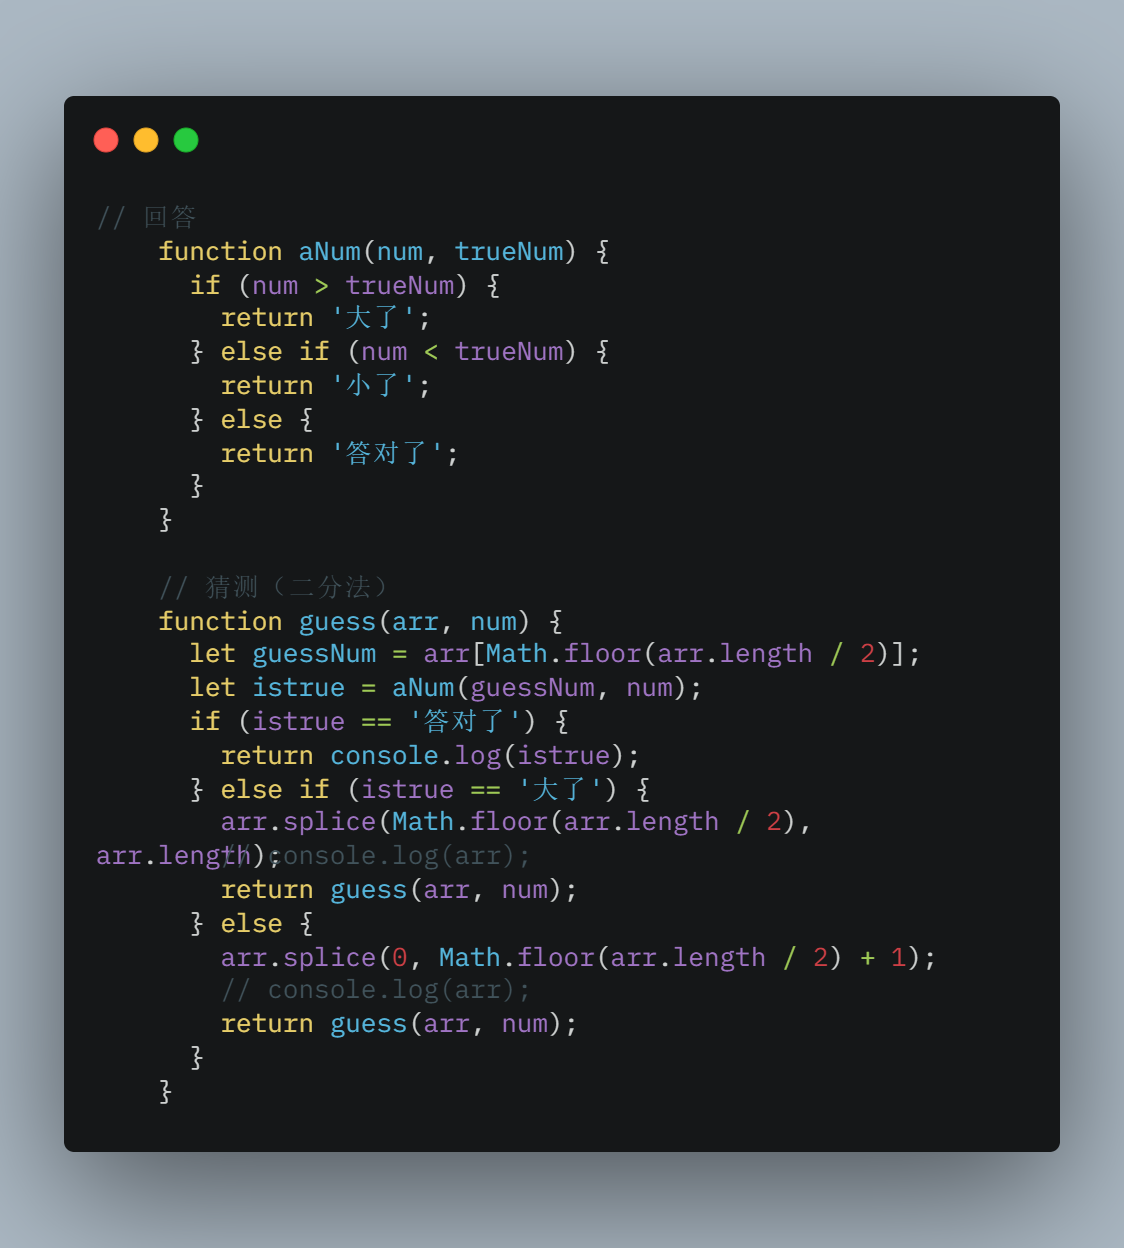 // 回答
    function aNum(num, trueNum) {
      if (num > trueNum) {
        return '大了';
      } else if (num < trueNum) {
        return '小了';
      } else {
        return '答对了';
      }
    }

    // 猜测（二分法）
    function guess(arr, num) {
      let guessNum = arr[Math.floor(arr.length / 2)];
      let istrue = aNum(guessNum, num);
      if (istrue == '答对了') {
        return console.log(istrue);
      } else if (istrue == '大了') {
        arr.splice(Math.floor(arr.length / 2),
arr.length);
        // console.log(arr);
        return guess(arr, num);
      } else {
        arr.splice(0, Math.floor(arr.length / 2) + 1);
        // console.log(arr);
        return guess(arr, num);
      }
    }